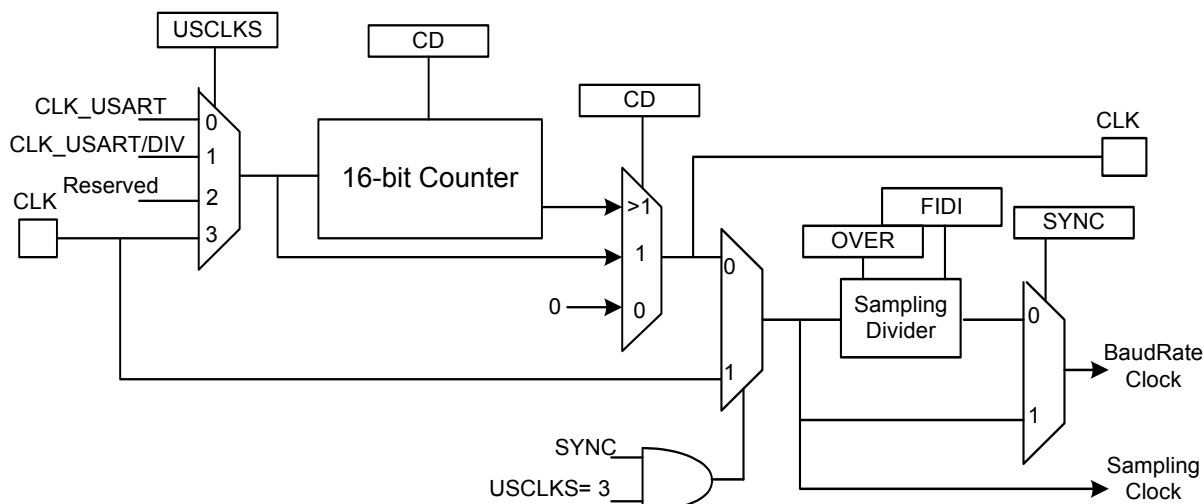 USCLKS
CD
CLK_USART
0
CLK_USART/DIV
1
Reserved
2
CLK
3
16-bit Counter
CD
>1
1
0
0
CLK
0
1
FIDI
OVER
SYNC
Sampling
Divider
0
1
BaudRate
Clock
SYNC
USCLKS= 3
Sampling
Clock